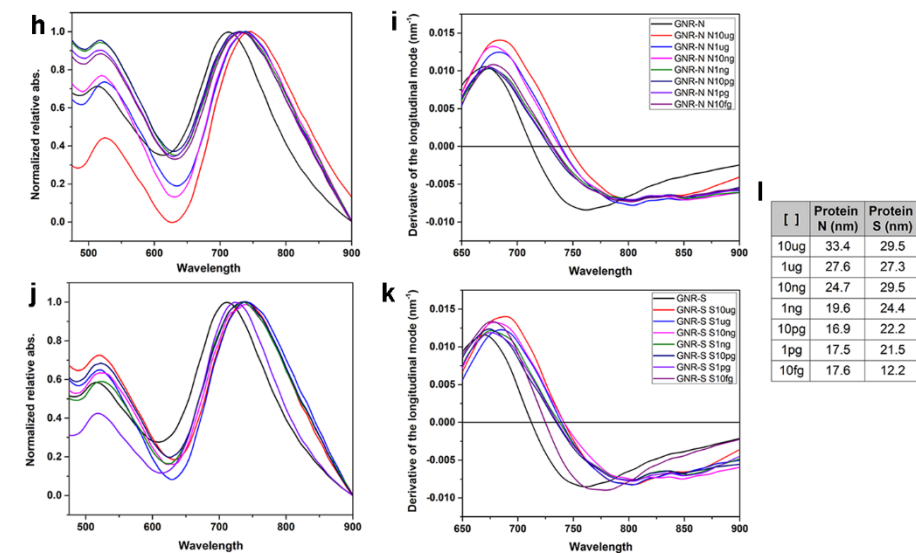 h
Normalized relative abs.
1.0
0.8
0.6
0.4
0.2
0.0
500
600
700
800
900
Wavelength
i
Derivative of the longitudinal mode (nm⁻¹)
0.015
0.010
0.005
0.000
-0.005
-0.010
650
700
750
800
850
900
Wavelength
GNR-N
GNR-N N10ug
GNR-N N1ug
GNR-N N10ng
GNR-N N1ng
GNR-N N10pg
GNR-N N1pg
GNR-N N10fg
j
Normalized relative abs.
1.0
0.8
0.6
0.4
0.2
0.0
500
600
700
800
900
Wavelength
k
Derivative of the longitudinal mode (nm⁻¹)
0.015
0.010
0.005
0.000
-0.005
-0.010
650
700
750
800
850
900
Wavelength
GNR-S
GNR-S S10ug
GNR-S S1ug
GNR-S S10ng
GNR-S S1ng
GNR-S S10pg
GNR-S S1pg
GNR-S S10fg
l
[ ] Protein N (nm) Protein S (nm)
10ug 33.4 29.5
1ug 27.6 27.3
10ng 24.7 29.5
1ng 19.6 24.4
10pg 16.9 22.2
1pg 17.5 21.5
10fg 17.6 12.2